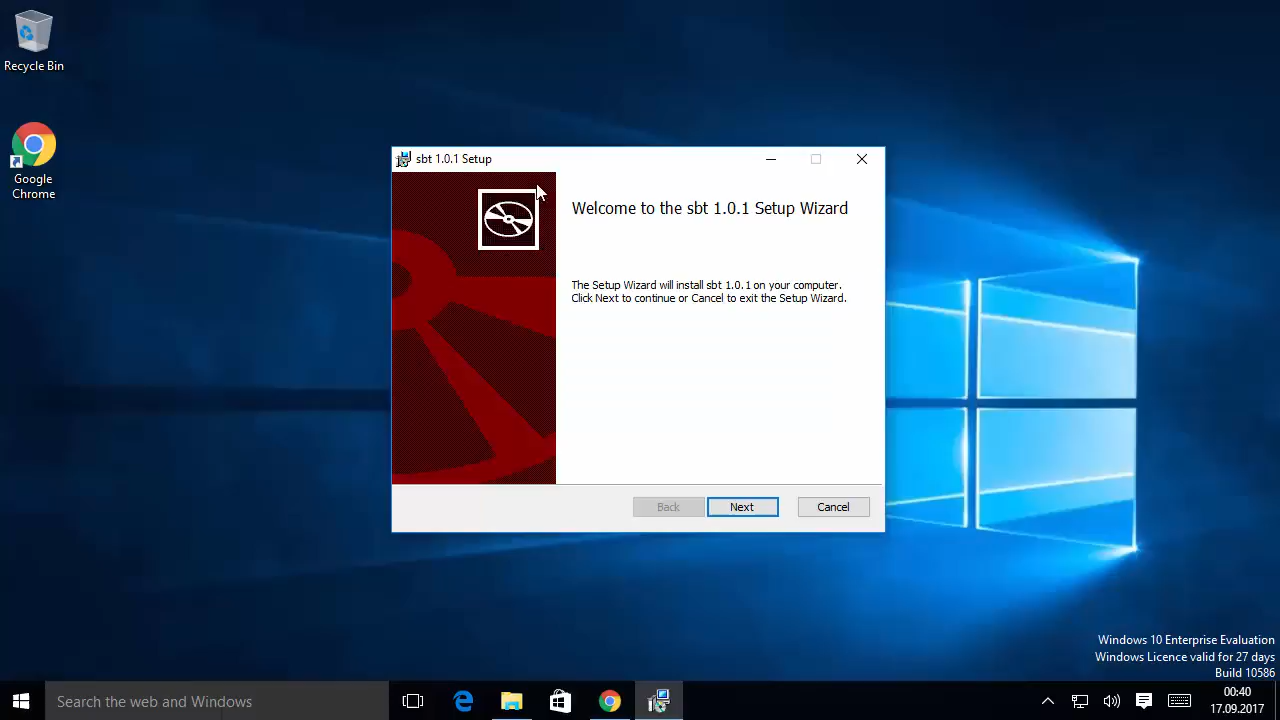 Recycle Bin
Google
Chrome
sbt 1.0.1 Setup
Welcome to the sbt 1.0.1 Setup Wizard
The Setup Wizard will install sbt 1.0.1 on your computer.
Click Next to continue or Cancel to exit the Setup Wizard.
Back
Next
Cancel
Windows 10 Enterprise Evaluation
Windows Licence valid for 27 days
Build 10586
Search the web and Windows
00:40
17.09.2017